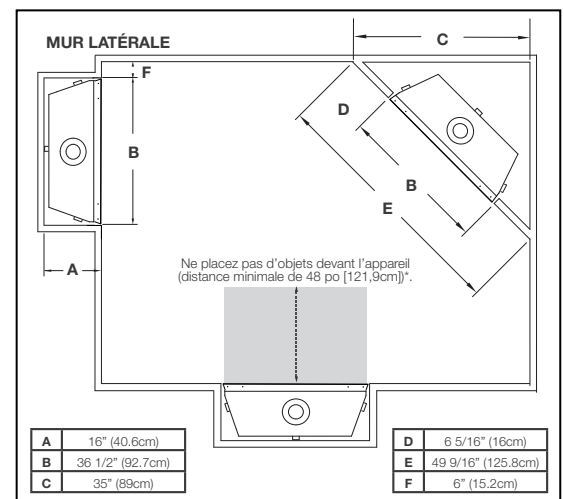 MUR LATÉRALE
C
F
D
B
B
E
A
Ne placez pas d'objets devant l'appareil
(distance minimale de 48 po [121,9cm])*.
A 16" (40.6cm)
B 36 1/2" (92.7cm)
C 35" (89cm)
D 6 5/16" (16cm)
E 49 9/16" (125.8cm)
F 6" (15.2cm)